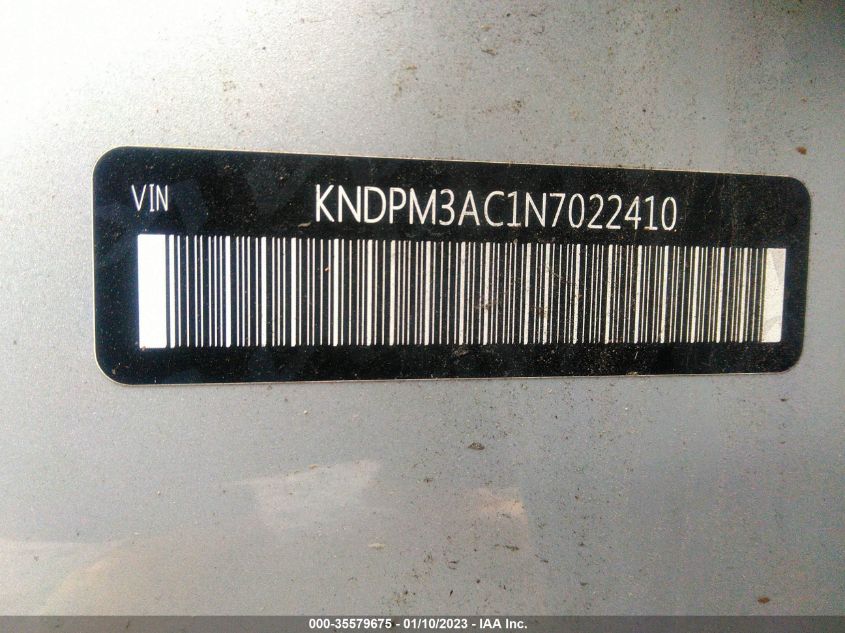 VIN KNDPM3AC1N7022410
000-35579675 - 01/10/2023 - IAA Inc.